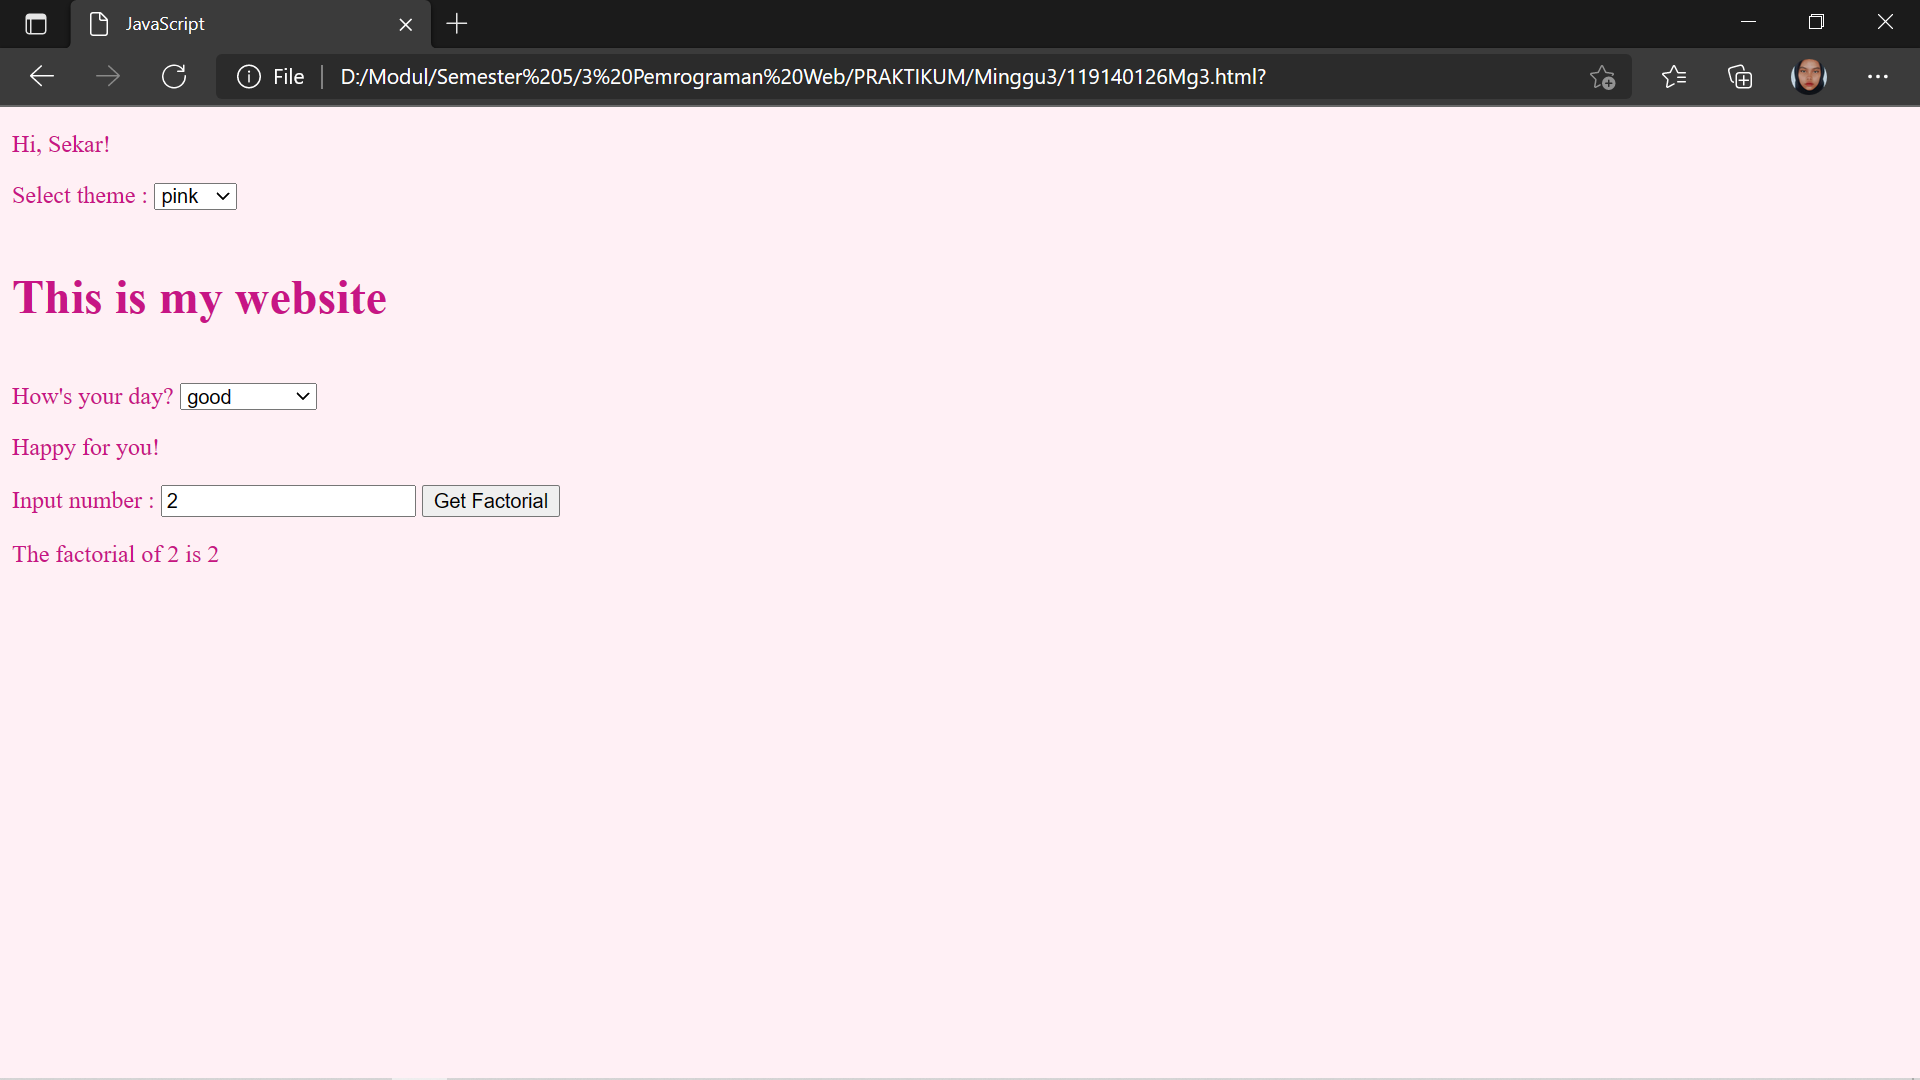 JavaScript
File D:/Modul/Semester%205/3%20Pemrograman%20Web/PRAKTIKUM/Minggu3/119140126Mg3.html?
Hi, Sekar!
Select theme : pink
This is my website
How's your day? good
Happy for you!
Input number : 2 Get Factorial
The factorial of 2 is 2